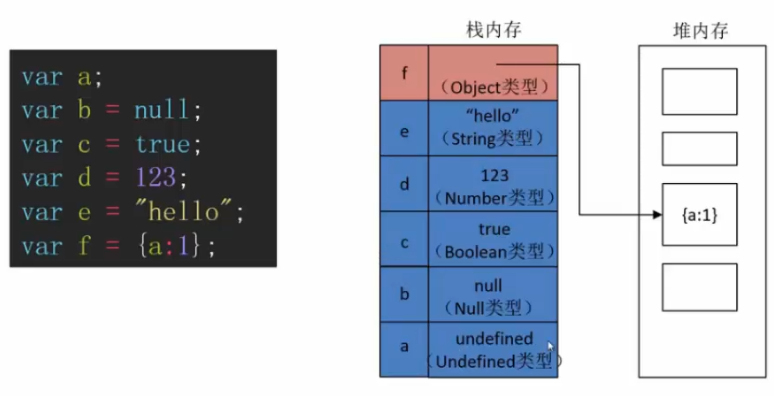 var a;
var b = null;
var c = true;
var d = 123;
var e = "hello";
var f = {a:1};
栈内存
f
（Object类型）
e
“hello”
（String类型）
d
123
（Number类型）
c
true
（Boolean类型）
b
null
（Null类型）
a
undefined
（Undefined类型）
堆内存
{a:1}